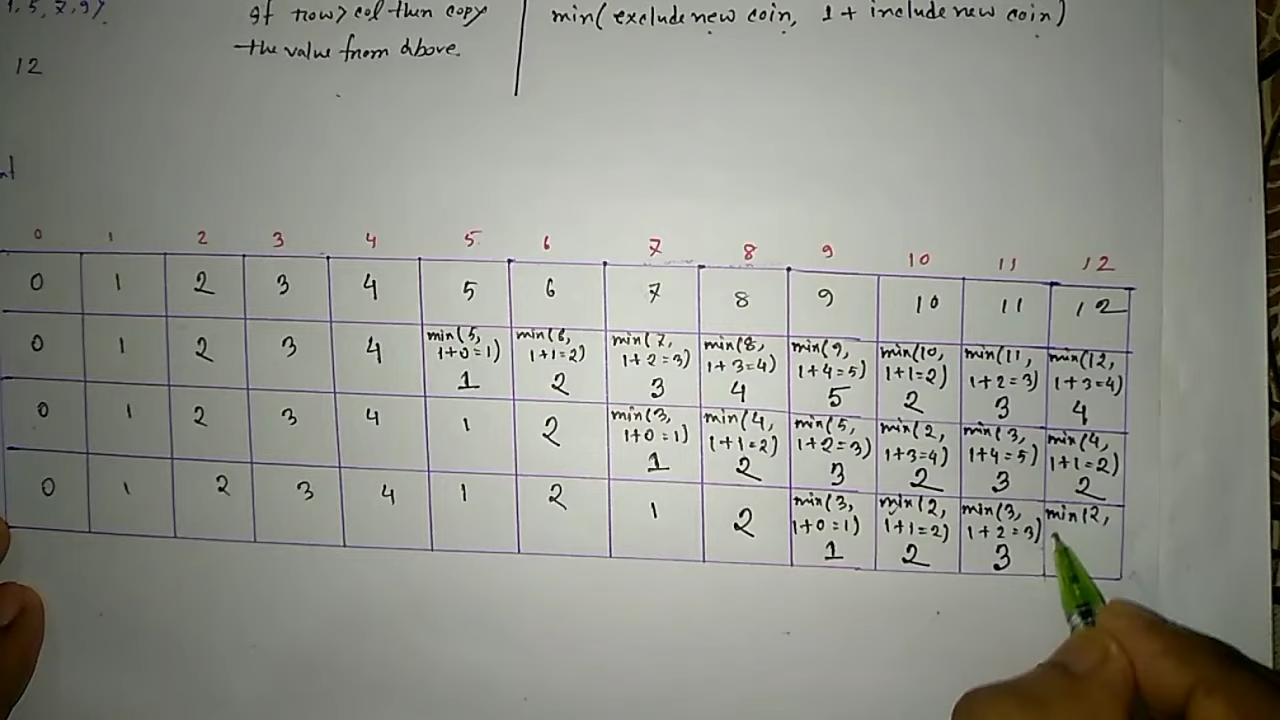 1, 5, 7, 9}
If row > col then copy
the value from above.
min( exclude new coin, 1 + include new coin)
12
0 1 2 3 4 5 6 7 8 9 10 11 12
0 1 2 3 4 5 6 7 8 9 10 11 12
0 1 2 3 4 min(5, min(6, min(7, min(8, min(9, min(10, min(11, min(12,
1+0=1) 1+1=2) 1+2=3) 1+3=4) 1+4=5) 1+1=2) 1+2=3) 1+3=4)
1 2 3 4 5 2 3 4
0 1 2 3 4 1 2 min(3, min(4, min(5, min(2, min(3, min(4,
1+0=1) 1+1=2) 1+2=3) 1+3=4) 1+4=5) 1+1=2)
1 2 3 2 3 2
0 1 2 3 4 1 2 1 2 min(3, min(2, min(3, min(2,
1+0=1) 1+1=2) 1+2=3)
1 2 3